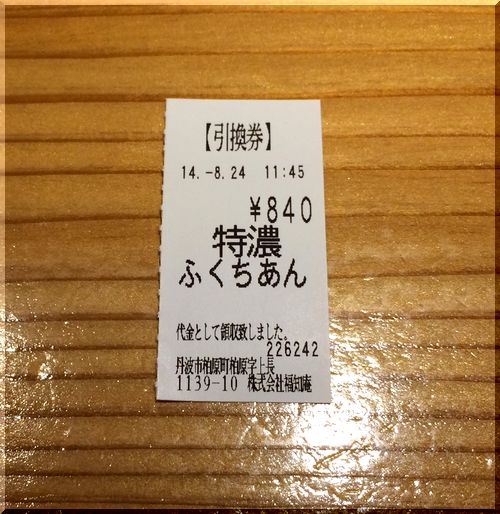 【引換券】
14.-8.24 11:45
¥840
特濃
ふくちあん
代金として領収致しました。
226242
丹波市柏原町柏原字上長
1139-10 株式会社福知庵